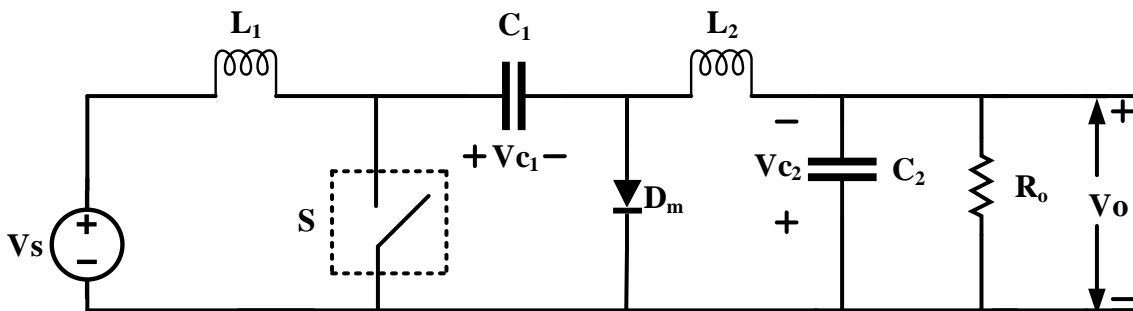 L₁
C₁
L₂
+ Vc₁ −
S
Vs
+
−
Dₘ
−
Vc₂
+
C₂
Rₒ
+
Vo
−